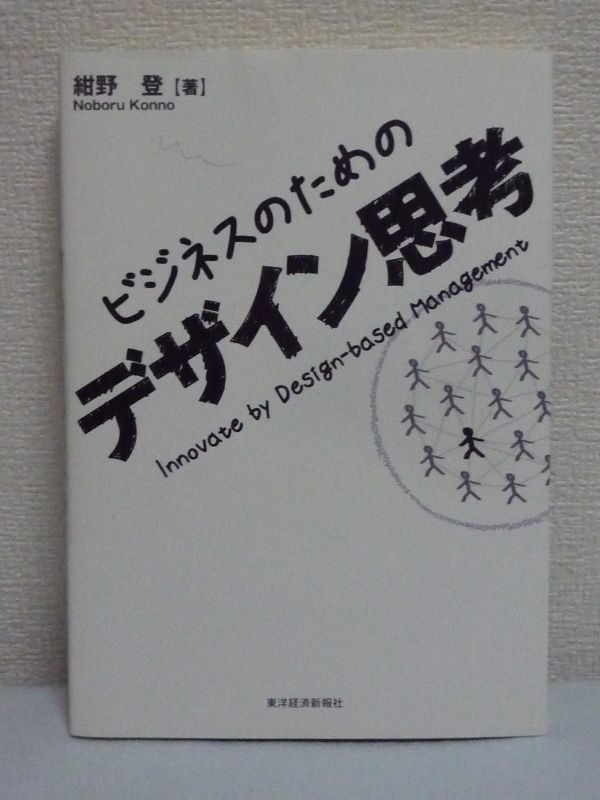 紺野 登【著】
Noboru Konno
ビジネスのための
デザイン思考
Innovate by Design-based Management
東洋経済新報社